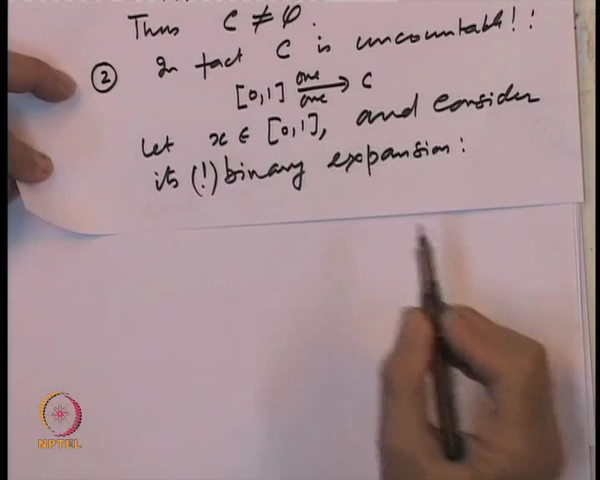 Thus C ≠ φ.
② In fact C is uncountable!!
[0,1] one→one C
Let x ∈ [0,1], and consider
its (!) binary expansion:
NPTEL